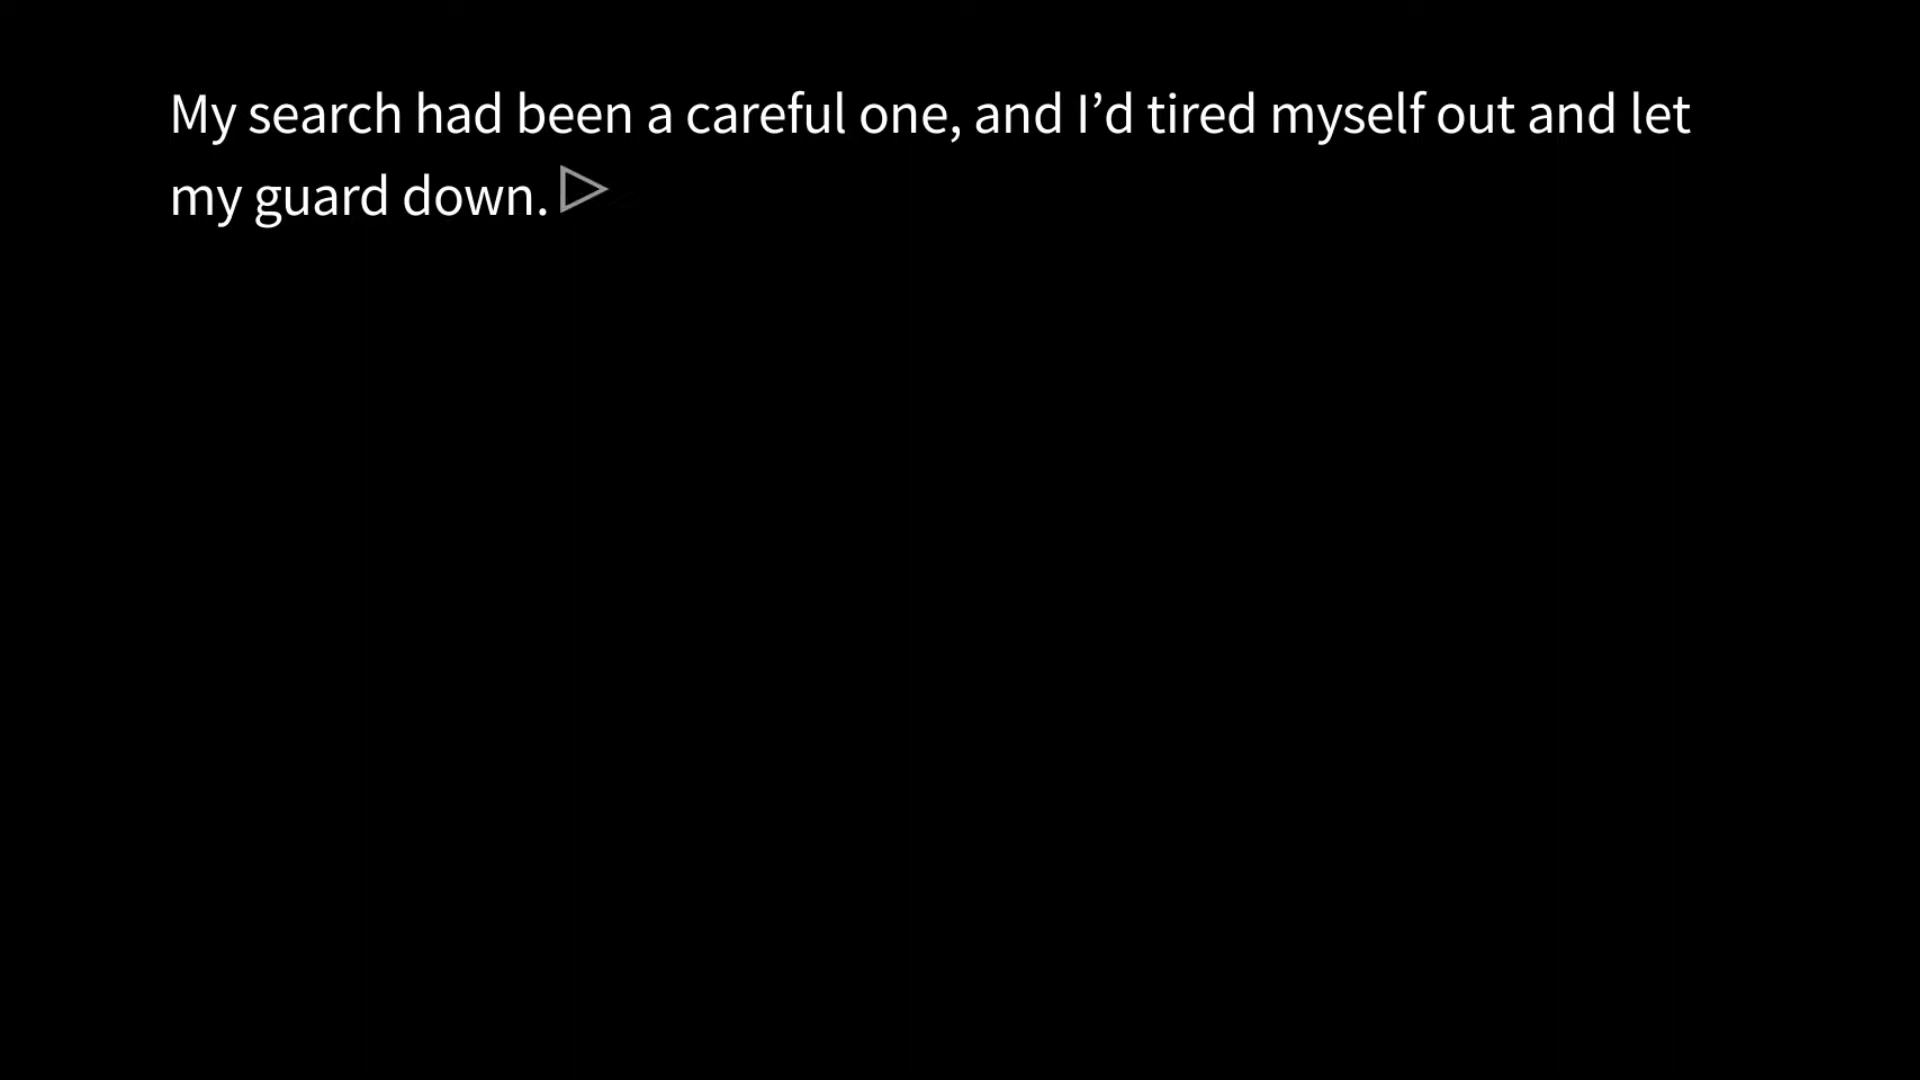 My search had been a careful one, and I’d tired myself out and let
my guard down.